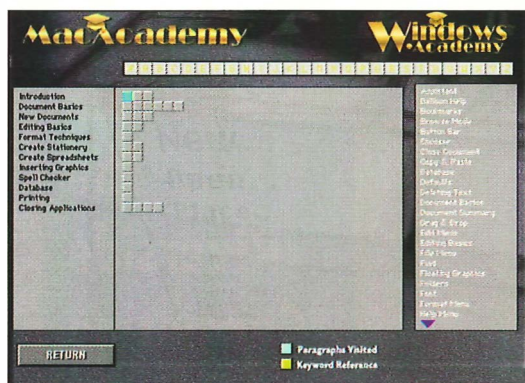 MacAcademy
Windows
Academy
Introduction
Document Basics
New Documents
Editing Basics
Format Techniques
Create Stationery
Create Spreadsheets
Inserting Graphics
Spell Checker
Database
Printing
Closing Applications
Balloon Help
Bookmarks
Browse Mode
Button Bar
Close Document
Copy & Paste
Database
Defaults
Deleting Text
Document Basics
Document Summary
Drag & Drop
Edit Menu
Editing Basics
File Menu
Find
Floating Graphics
Folders
Font
Format Menu
Help Menu
RETURN
Paragraphs Visited
Keyword Reference